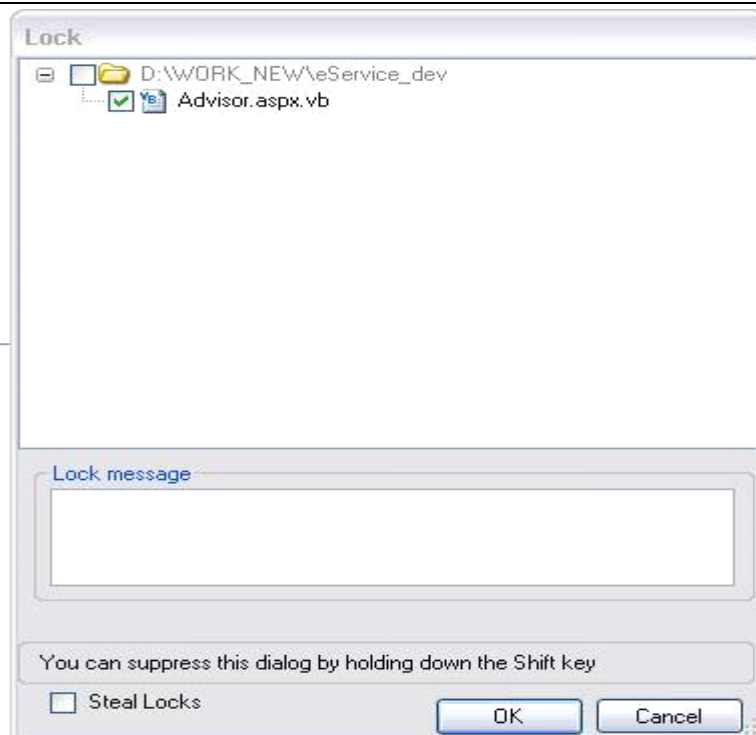 Lock
D:\WORK_NEW\eService_dev
Advisor.aspx.vb
Lock message
You can suppress this dialog by holding down the Shift key
Steal Locks
OK Cancel